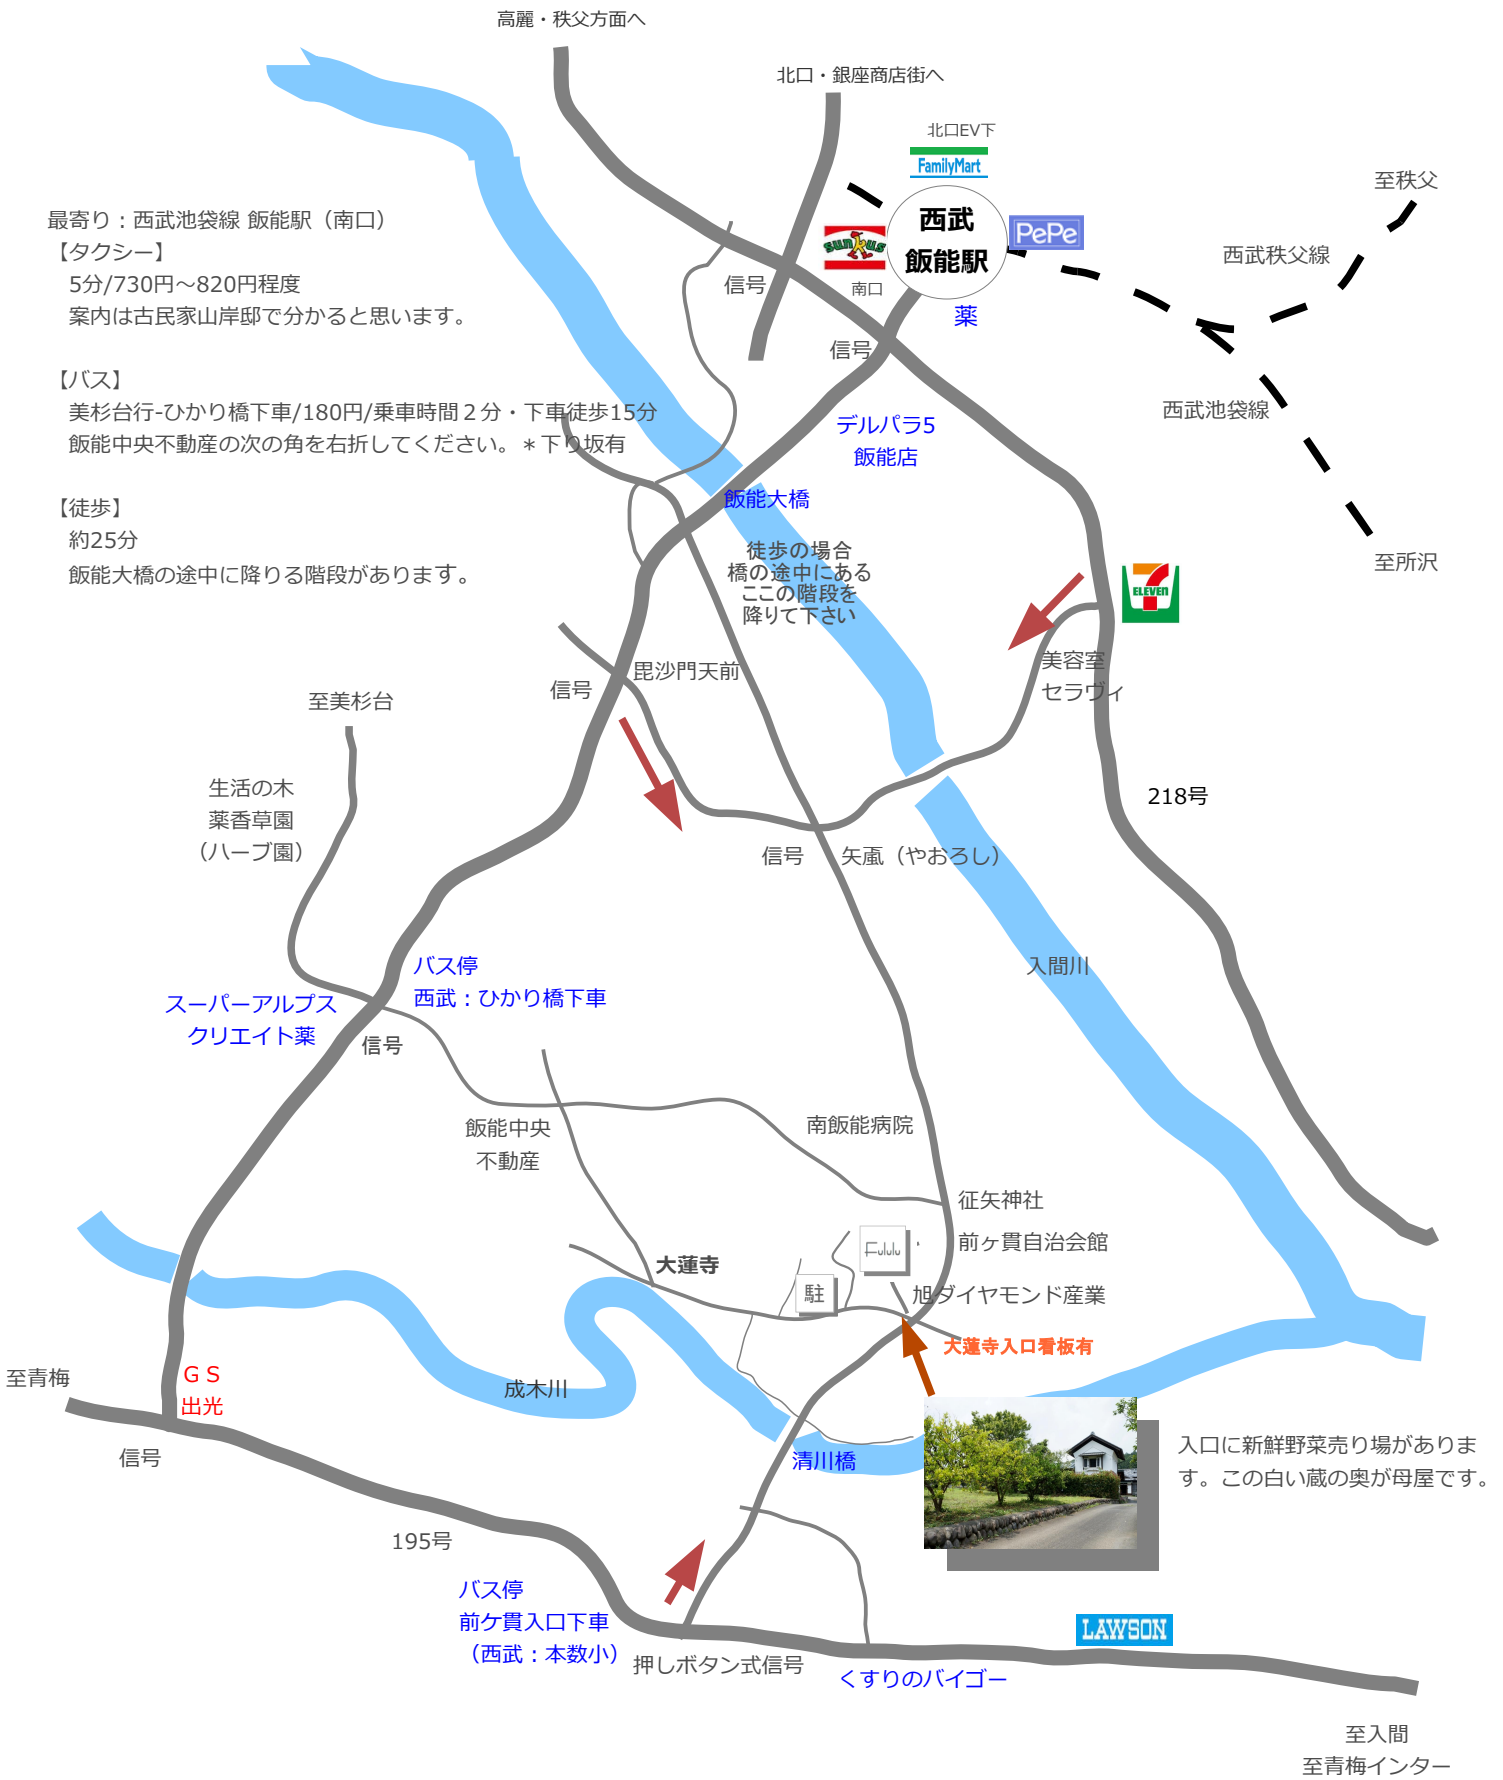 高麗・秩父方面へ
北口・銀座商店街へ
北口EV下
FamilyMart
至秩父
西武
飯能駅
sunkus
PePe
南口
薬
西武秩父線
最寄り：西武池袋線 飯能駅（南口）
【タクシー】
5分/730円～820円程度
案内は古民家山岸邸で分かると思います。
【バス】
美杉台行-ひかり橋下車/180円/乗車時間２分・下車徒歩15分
飯能中央不動産の次の角を右折してください。＊下り坂有
【徒歩】
約25分
飯能大橋の途中に降りる階段があります。
信号
信号
西武池袋線
デルパラ5
飯能店
飯能大橋
徒歩の場合
橋の途中にある
ここの階段を
降りて下さい
至所沢
7
ELEVEn
美容室
セラヴィ
毘沙門天前
信号
至美杉台
218号
生活の木
薬香草園
（ハーブ園）
信号
矢颪（やおろし）
入間川
バス停
西武：ひかり橋下車
スーパーアルプス
クリエイト薬
信号
飯能中央
不動産
南飯能病院
征矢神社
前ヶ貫自治会館
Fululu
大蓮寺
駐
旭ダイヤモンド産業
大蓮寺入口看板有
至青梅
ＧＳ
出光
成木川
信号
清川橋
入口に新鮮野菜売り場がありま
す。この白い蔵の奥が母屋です。
195号
バス停
前ケ貫入口下車
（西武：本数小）
押しボタン式信号
LAWSON
くすりのバイゴー
至入間
至青梅インター